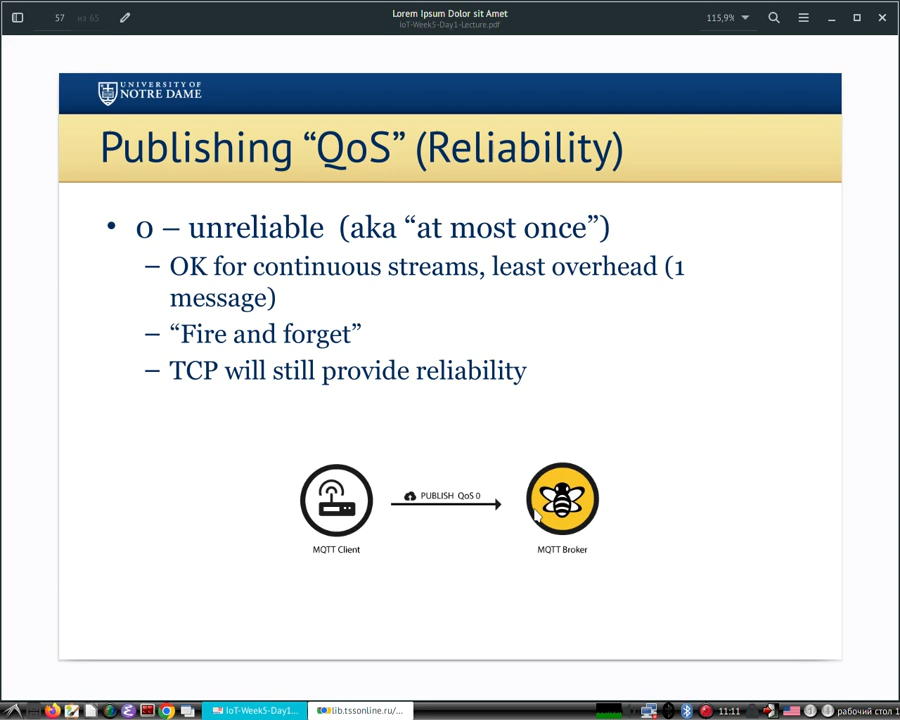 57
из 65
Lorem Ipsum Dolor sit Amet
IoT-Week5-Day1-Lecture.pdf
115,9%
UNIVERSITY OF
NOTRE DAME
Publishing “QoS” (Reliability)
• 0 – unreliable (aka “at most once”)
– OK for continuous streams, least overhead (1
message)
– “Fire and forget”
– TCP will still provide reliability
PUBLISH QoS 0
MQTT Client
MQTT Broker
IoT-Week5-Day1...
lib.tssonline.ru/...
11:11
рабочий стол 1